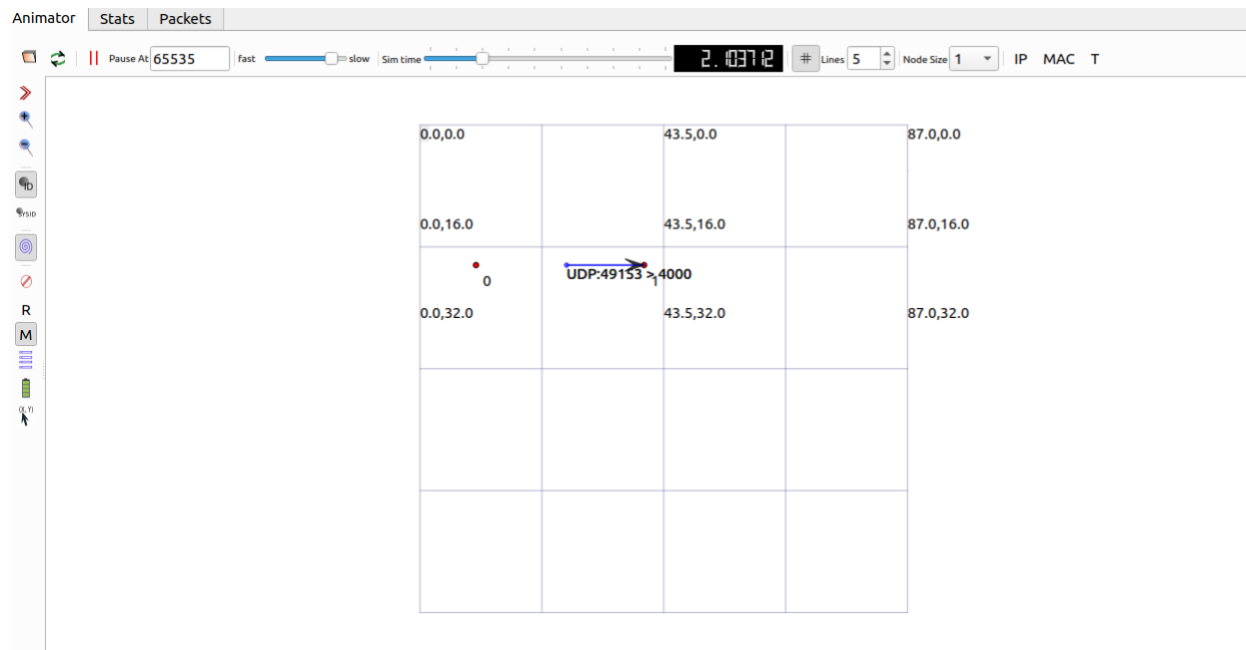 Animator Stats Packets
Pause At 65535 fast slow Sim time 2.103712 # Lines 5 Node Size 1 IP MAC T
ID
SYSID
R
M
(X, Y)
0.0,0.0 43.5,0.0 87.0,0.0
0.0,16.0 43.5,16.0 87.0,16.0
0 UDP:49153 > 4000
1
0.0,32.0 43.5,32.0 87.0,32.0